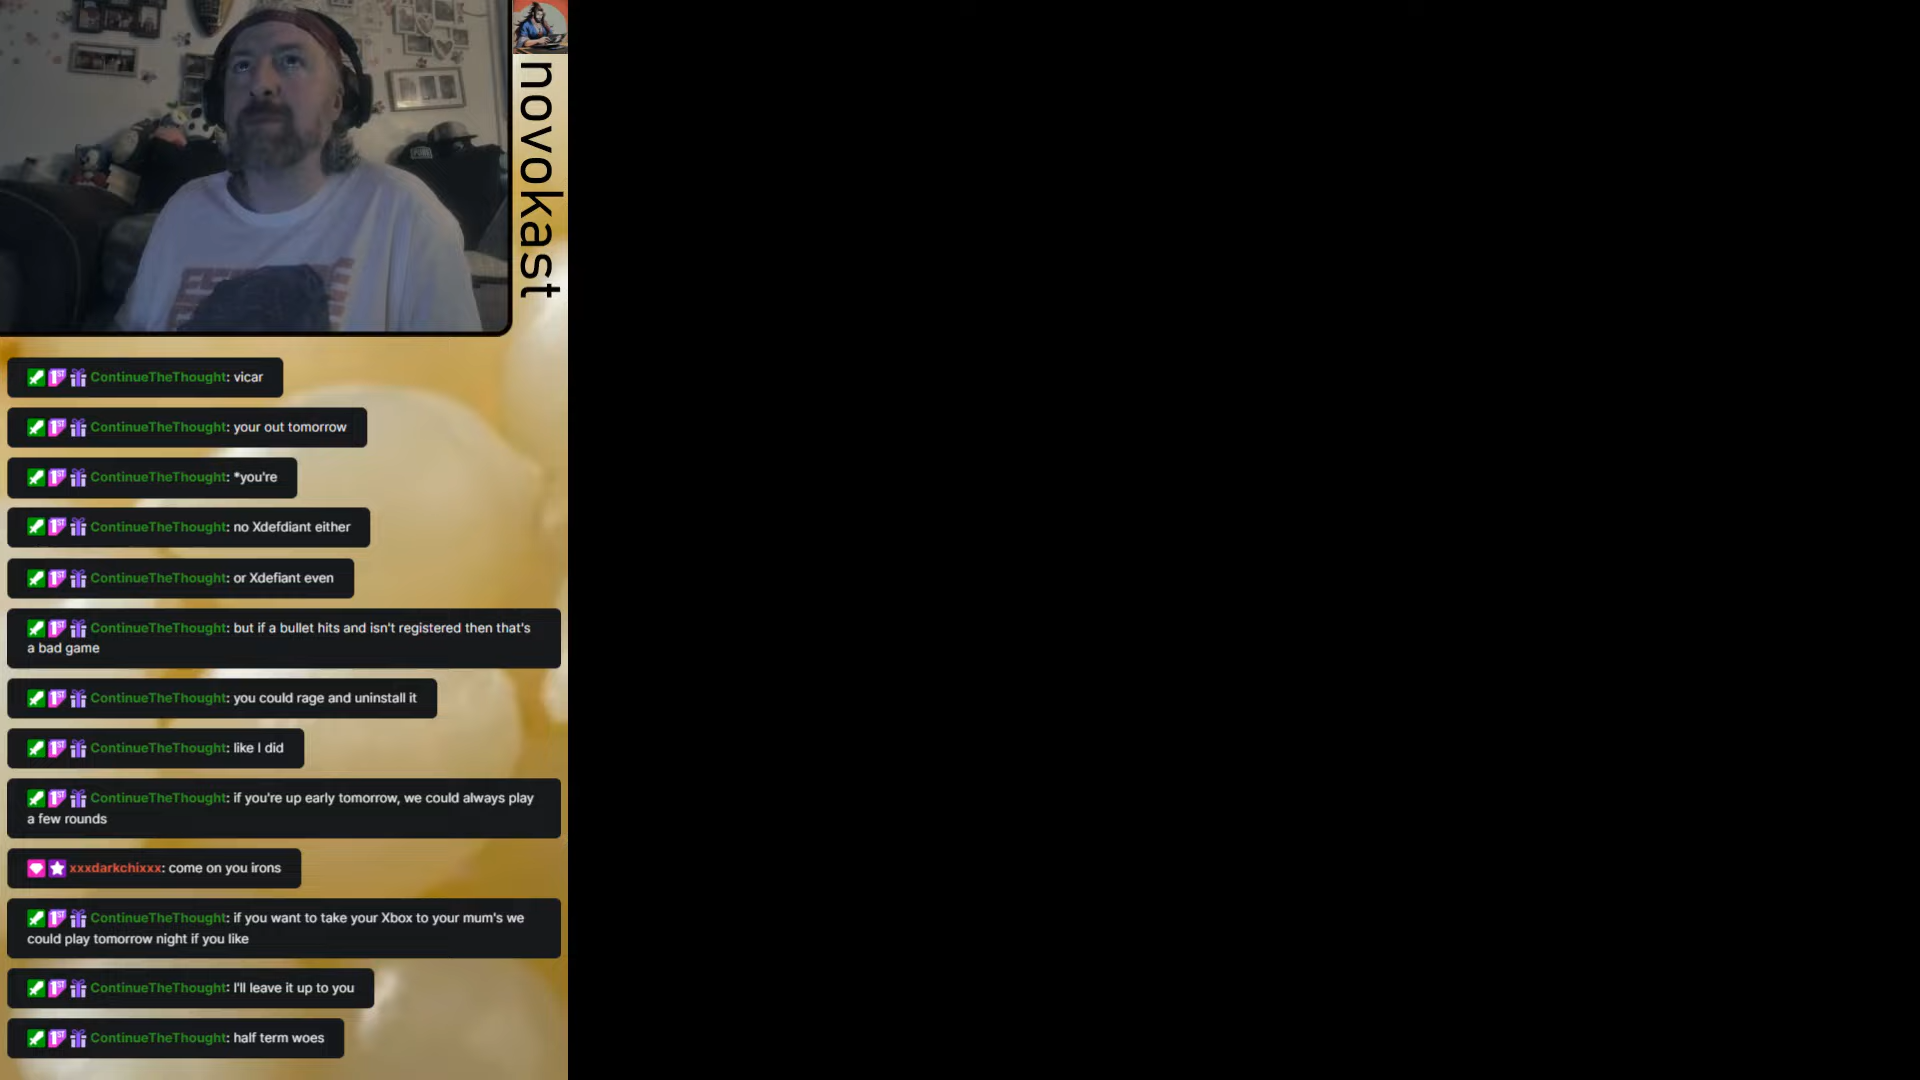 novokast
ContinueTheThought: vicar
ContinueTheThought: your out tomorrow
ContinueTheThought: *you're
ContinueTheThought: no Xdefdiant either
ContinueTheThought: or Xdefiant even
ContinueTheThought: but if a bullet hits and isn't registered then that's
a bad game
ContinueTheThought: you could rage and uninstall it
ContinueTheThought: like I did
ContinueTheThought: if you're up early tomorrow, we could always play
a few rounds
xxxdarkchixxx: come on you irons
ContinueTheThought: if you want to take your Xbox to your mum's we
could play tomorrow night if you like
ContinueTheThought: I'll leave it up to you
ContinueTheThought: half term woes